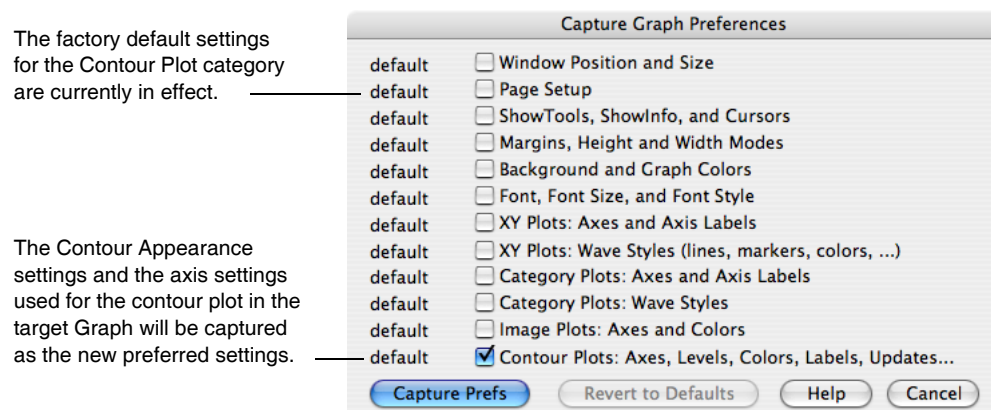 The factory default settings
for the Contour Plot category
are currently in effect.
The Contour Appearance
settings and the axis settings
used for the contour plot in the
target Graph will be captured
as the new preferred settings.
Capture Graph Preferences
default Window Position and Size
default Page Setup
default ShowTools, ShowInfo, and Cursors
default Margins, Height and Width Modes
default Background and Graph Colors
default Font, Font Size, and Font Style
default XY Plots: Axes and Axis Labels
default XY Plots: Wave Styles (lines, markers, colors, ...)
default Category Plots: Axes and Axis Labels
default Category Plots: Wave Styles
default Image Plots: Axes and Colors
default Contour Plots: Axes, Levels, Colors, Labels, Updates...
Capture Prefs Revert to Defaults Help Cancel